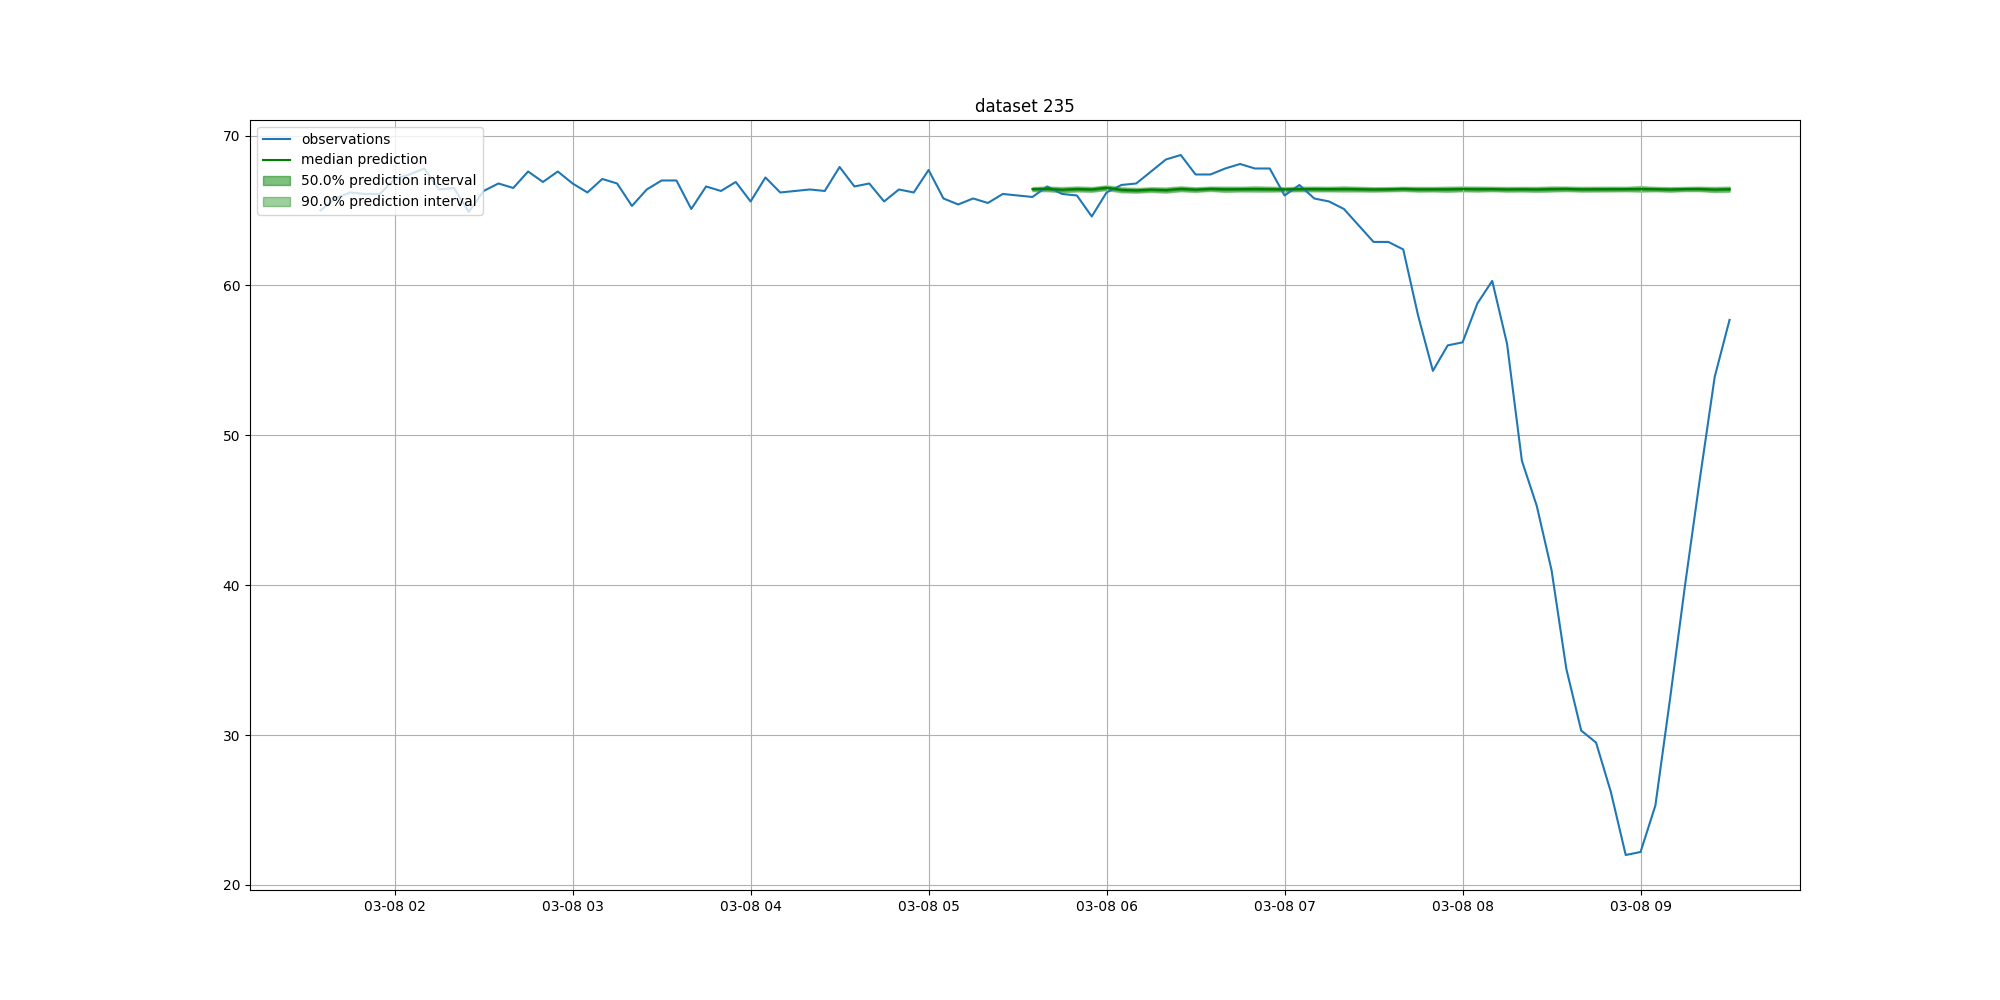 dataset 235
observations
median prediction
50.0% prediction interval
90.0% prediction interval
70
60
50
40
30
20
03-08 02
03-08 03
03-08 04
03-08 05
03-08 06
03-08 07
03-08 08
03-08 09